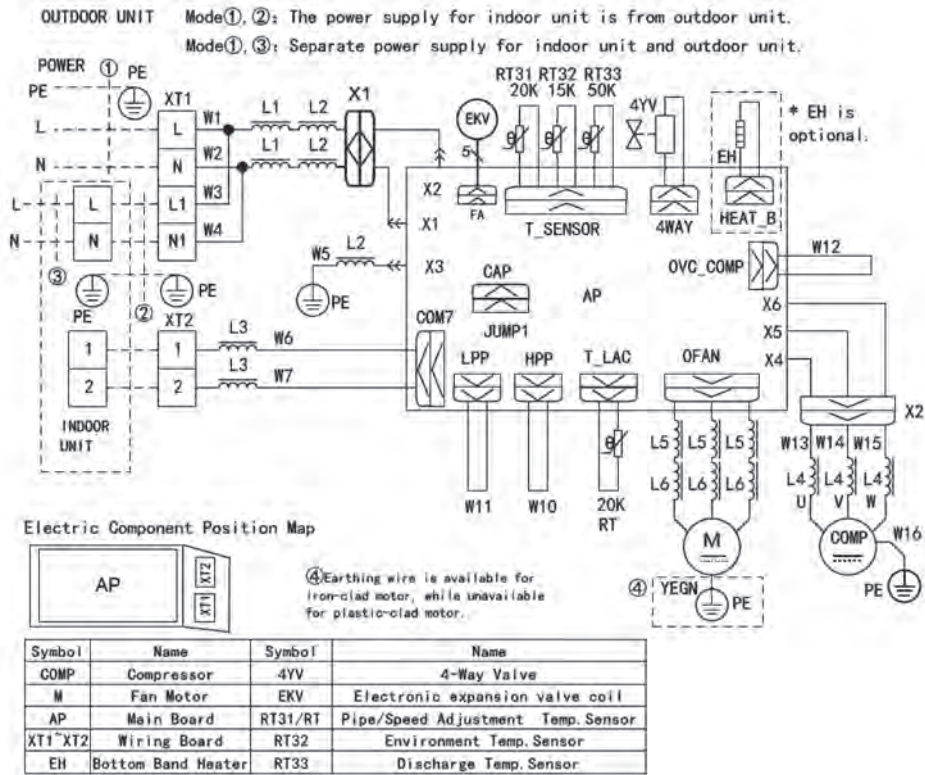 OUTDOOR UNIT Mode①,②: The power supply for indoor unit is from outdoor unit.
Mode①,③: Separate power supply for indoor unit and outdoor unit.
POWER ① PE
PE
L
N
XT1
L
N
L1
N1
W1
W2
W3
W4
L1 L2
L1 L2
X1
EKV
5
FA
RT31 RT32 RT33
20K 15K 50K
θ θ θ
T_SENSOR
4YV
4WAY
EH
HEAT_B
* EH is
optional.
X2
X1
X3
L
N
L
N
③
②
PE
PE
W5 L2
PE
CAP
JUMP1
AP
OVC_COMP
W12
X6
X5
X4
XT2
1
2
1
2
INDOOR
UNIT
L3 W6
L3 W7
COM7
LPP HPP T_LAC OFAN
W11 W10
θ
20K
RT
L5 L5 L5
L6 L6 L6
M
④ YEGN PE
X2
W13 W14 W15
L4 L4 L4
U V W
COMP
W16
PE
Electric Component Position Map
AP
XT2
XT1
④Earthing wire is available for
iron-clad motor, while unavailable
for plastic-clad motor.
Symbol Name Symbol Name
COMP Compressor 4YV 4-Way Valve
M Fan Motor EKV Electronic expansion valve coil
AP Main Board RT31/RT Pipe/Speed Adjustment Temp.Sensor
XT1~XT2 Wiring Board RT32 Environment Temp.Sensor
EH Bottom Band Heater RT33 Discharge Temp.Sensor